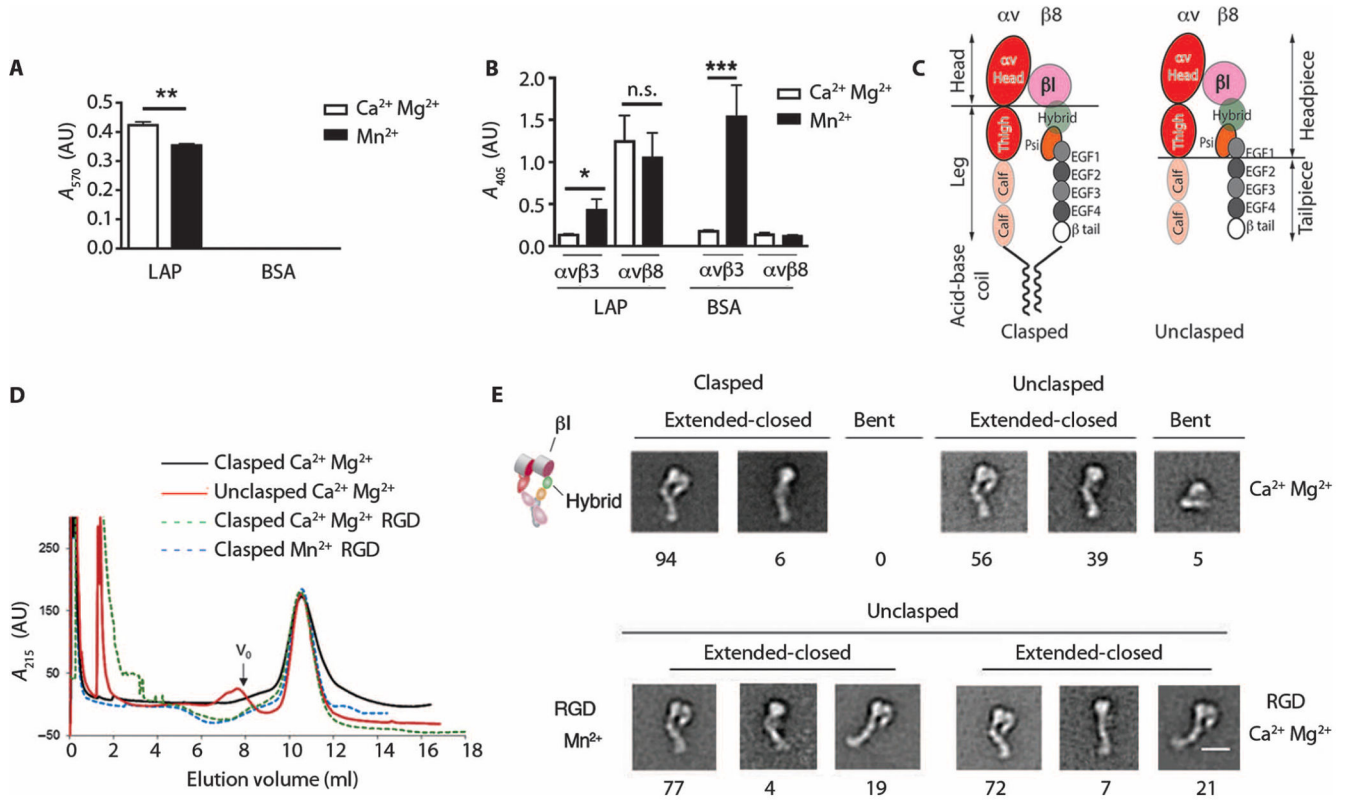 A
**
0.5
0.4
0.3
0.2
0.1
0.0
A570 (AU)
LAP
BSA
Ca2+ Mg2+
Mn2+
B
2.0
1.5
1.0
0.5
0.0
A405 (AU)
*
n.s.
***
Ca2+ Mg2+
Mn2+
αvβ3 αvβ8 αvβ3 αvβ8
LAP BSA
C
αv β8 αv β8
Head
Leg
Acid-base
coil
αv
Head
βI
Hybrid
Thigh
Psi
EGF1
EGF2
EGF3
EGF4
β tail
Calf
Calf
Clasped
αv
Head
βI
Hybrid
Thigh
Psi
EGF1
EGF2
EGF3
EGF4
β tail
Calf
Calf
Unclasped
Headpiece
Tailpiece
D
Clasped Ca2+ Mg2+
Unclasped Ca2+ Mg2+
Clasped Ca2+ Mg2+ RGD
Clasped Mn2+ RGD
250
150
50
−50
A215 (AU)
V0
0 2 4 6 8 10 12 14 16 18
Elution volume (ml)
E
Clasped Unclasped
Extended-closed Bent Extended-closed Bent
βI
Hybrid
Ca2+ Mg2+
94 6 0 56 39 5
Unclasped
Extended-closed Extended-closed
RGD
Mn2+
RGD
Ca2+ Mg2+
77 4 19 72 7 21